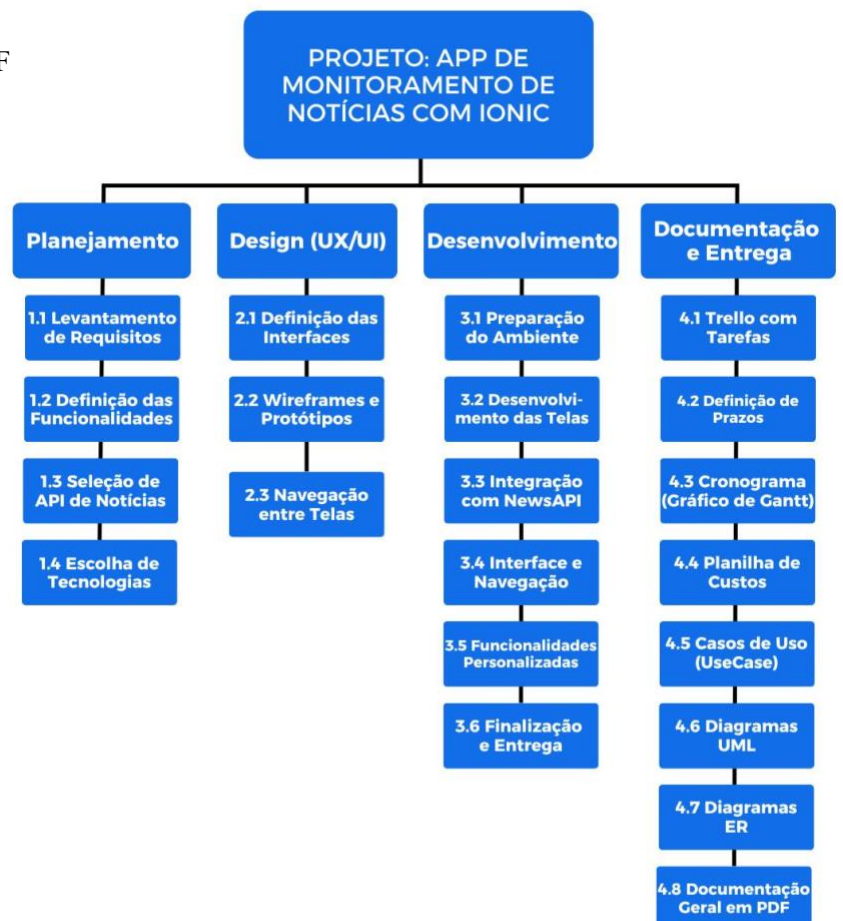 F
PROJETO: APP DE
MONITORAMENTO DE
NOTÍCIAS COM IONIC
Planejamento
1.1 Levantamento
de Requisitos
1.2 Definição das
Funcionalidades
1.3 Seleção de
API de Notícias
1.4 Escolha de
Tecnologias
Design (UX/UI)
2.1 Definição das
Interfaces
2.2 Wireframes e
Protótipos
2.3 Navegação
entre Telas
Desenvolvimento
3.1 Preparação
do Ambiente
3.2 Desenvolvi-
mento das Telas
3.3 Integração
com NewsAPI
3.4 Interface e
Navegação
3.5 Funcionalidades
Personalizadas
3.6 Finalização
e Entrega
Documentação
e Entrega
4.1 Trello com
Tarefas
4.2 Definição de
Prazos
4.3 Cronograma
(Gráfico de Gantt)
4.4 Planilha de
Custos
4.5 Casos de Uso
(UseCase)
4.6 Diagramas
UML
4.7 Diagramas
ER
4.8 Documentação
Geral em PDF